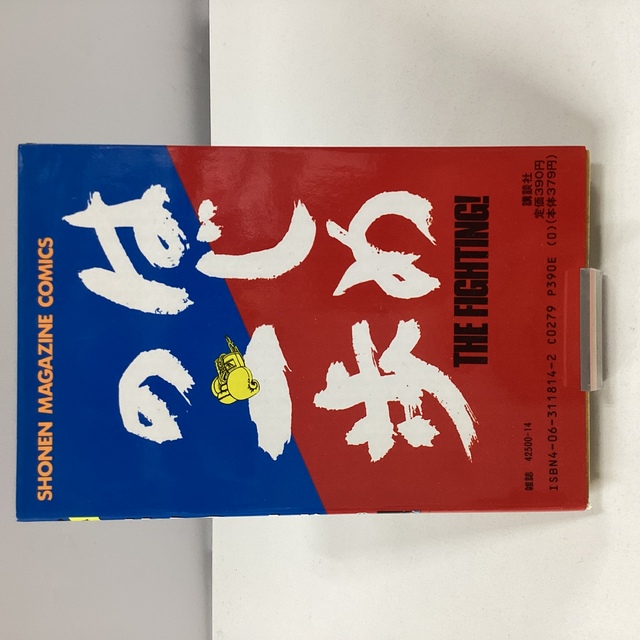 SHONEN MAGAZINE COMICS
はじめ
の一歩
THE FIGHTING!
雑誌 42500-14
講談社
定価390円
ISBN4-06-311814-2 C0279 P390E (0)(本体379円)